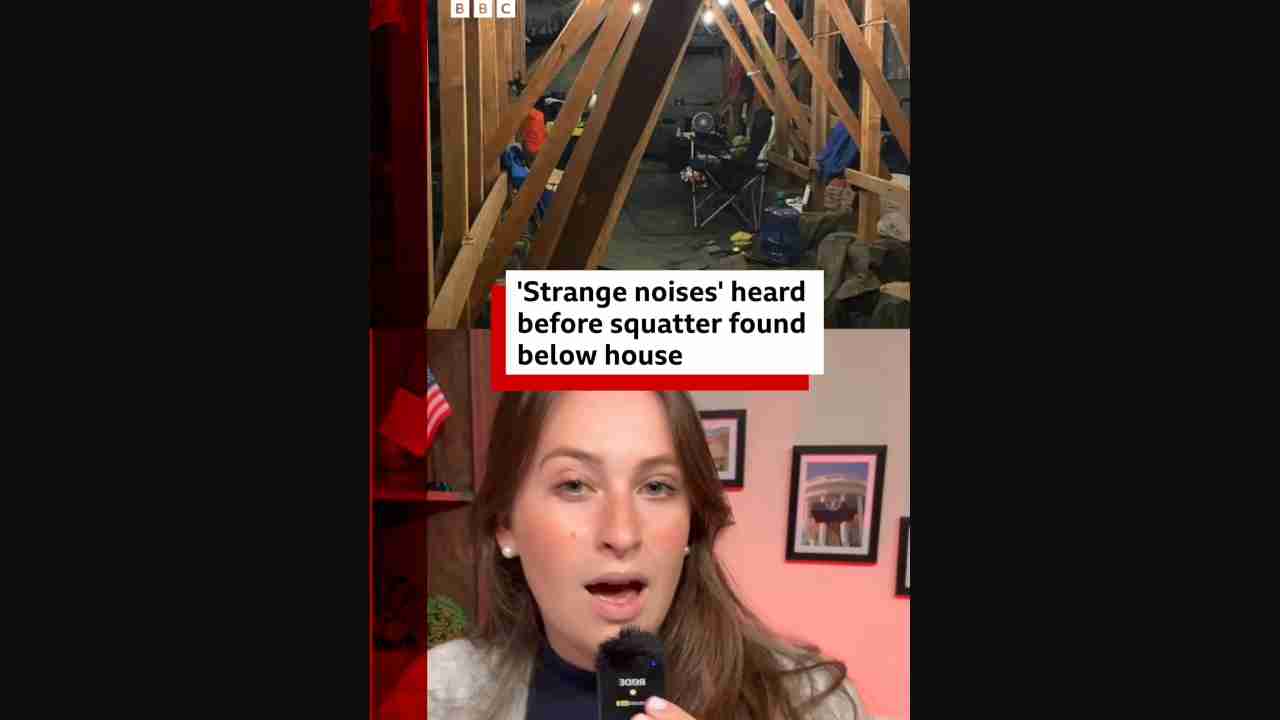 BBC
'Strange noises' heard
before squatter found
below house
RODE